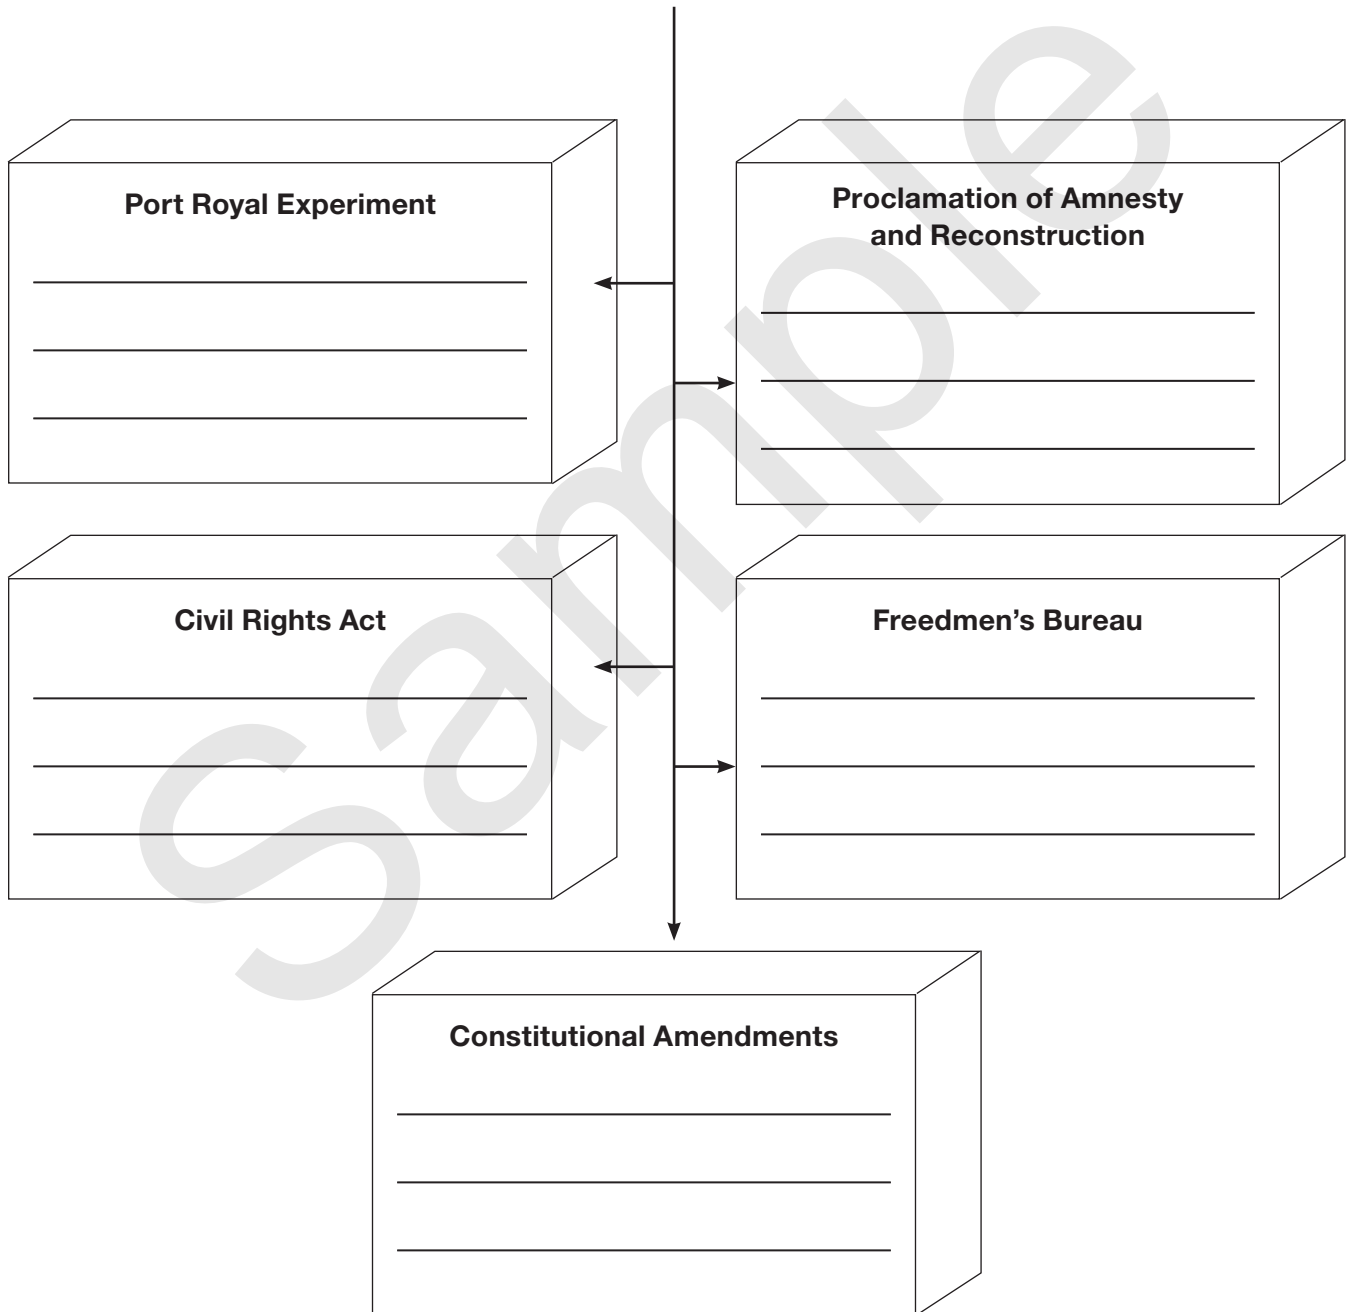 Port Royal Experiment
Proclamation of Amnesty
and Reconstruction
Civil Rights Act
Freedmen's Bureau
Constitutional Amendments
Sample